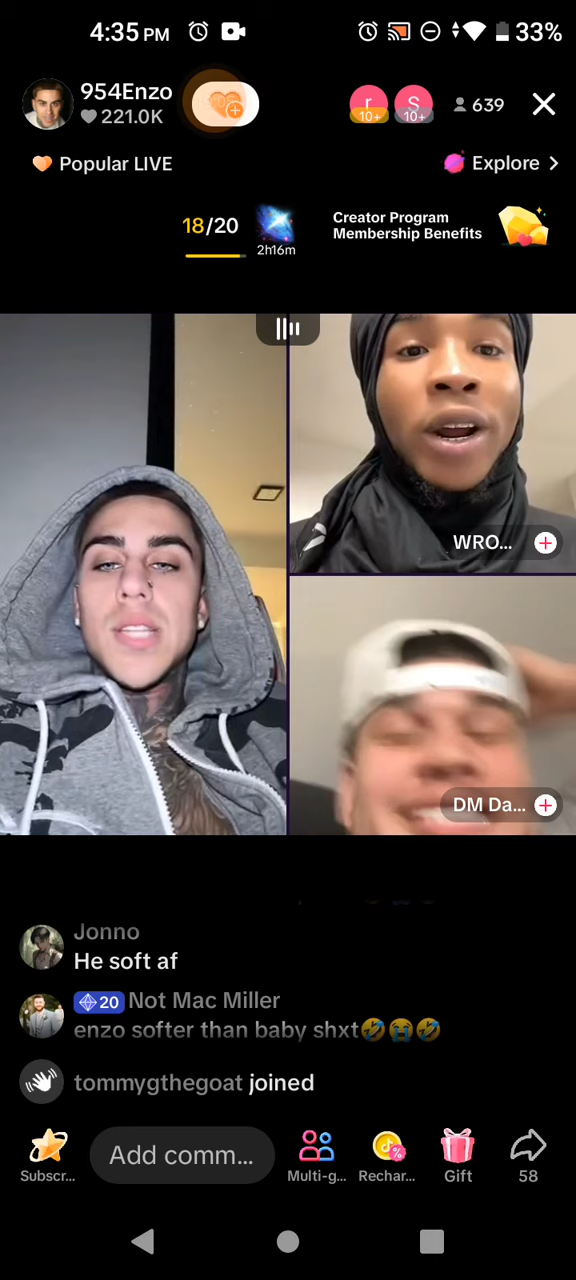 4:35 PM
33%
954Enzo
221.0K
r
10+
S
10+
639
Popular LIVE
Explore >
18/20
2h16m
Creator Program
Membership Benefits
WRO...
DM Da...
Jonno
He soft af
20 Not Mac Miller
enzo softer than baby shxt🤣😭🤣
tommygthegoat joined
Add comm...
Subscr...
Multi-g...
Rechar...
Gift
58